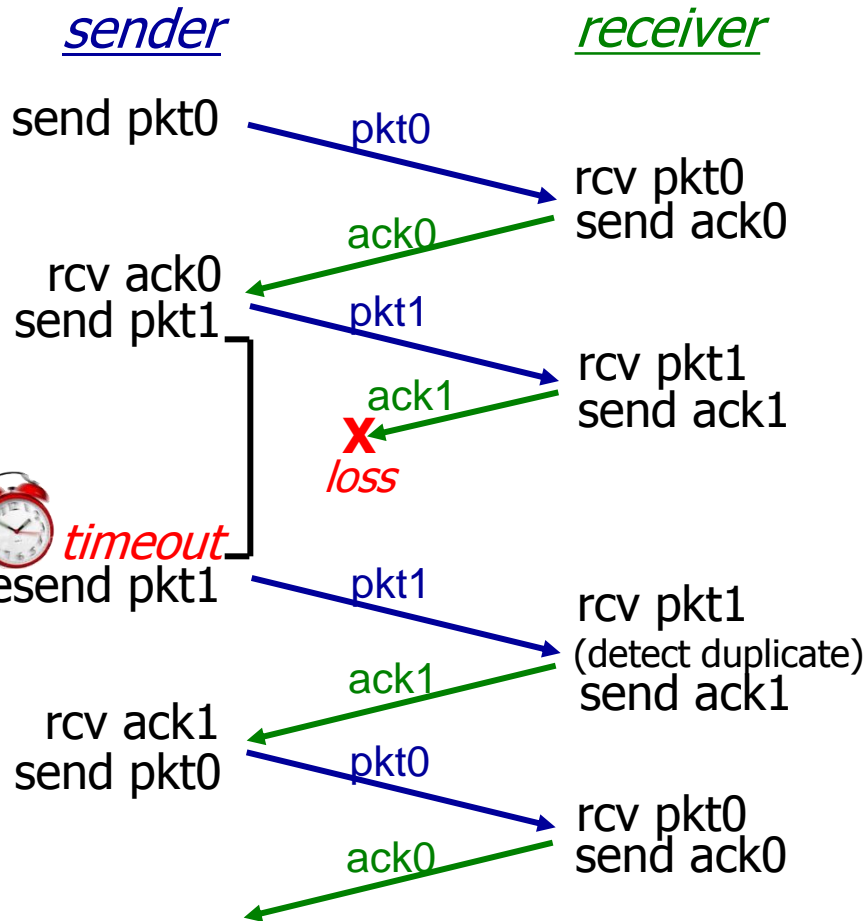 sender
receiver
send pkt0
pkt0
rcv pkt0
send ack0
ack0
rcv ack0
send pkt1
pkt1
rcv pkt1
send ack1
ack1
X
loss
timeout
esend pkt1
pkt1
rcv pkt1
(detect duplicate)
send ack1
ack1
rcv ack1
send pkt0
pkt0
rcv pkt0
send ack0
ack0